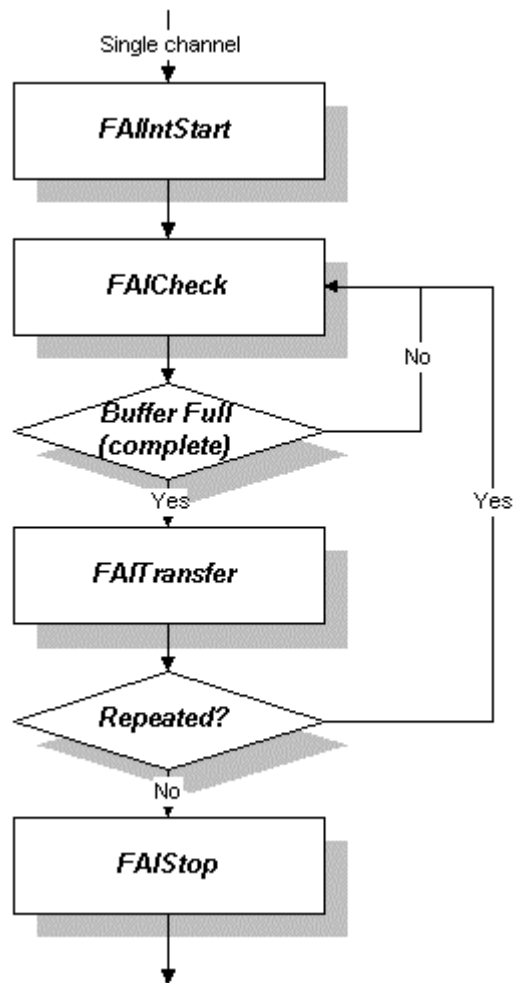 Single channel
FAIIntStart
FAICheck
No
Buffer Full
(complete)
Yes
Yes
FAITransfer
Repeated?
No
FAIStop